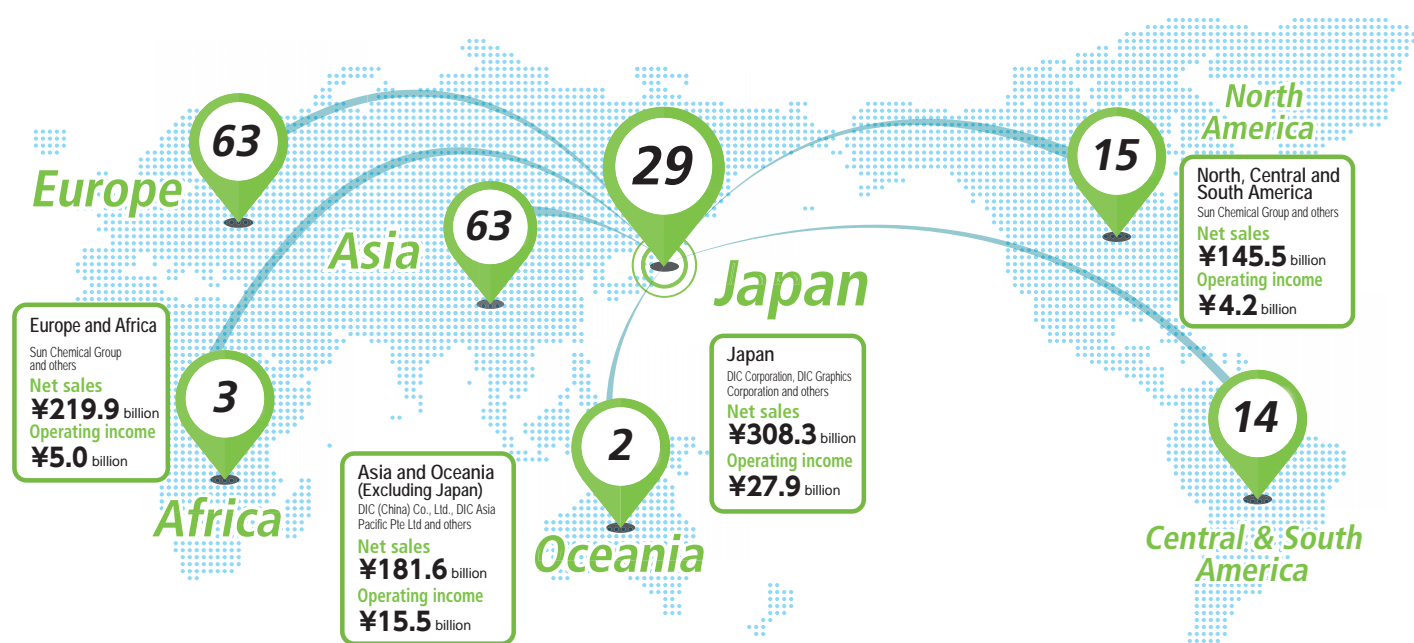 63
Europe
63
Asia
29
Japan
15
North
America
North, Central and
South America
Sun Chemical Group and others
Net sales
¥145.5 billion
Operating income
¥4.2 billion
Europe and Africa
Sun Chemical Group
and others
Net sales
¥219.9 billion
Operating income
¥5.0 billion
3
Africa
Asia and Oceania
(Excluding Japan)
DIC (China) Co., Ltd., DIC Asia
Pacific Pte Ltd and others
Net sales
¥181.6 billion
Operating income
¥15.5 billion
2
Oceania
Japan
DIC Corporation, DIC Graphics
Corporation and others
Net sales
¥308.3 billion
Operating income
¥27.9 billion
14
Central & South
America